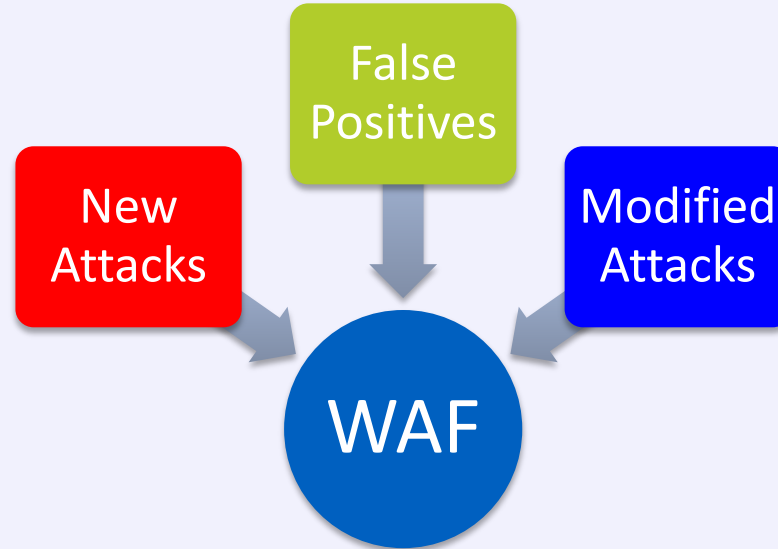 False
Positives
New
Attacks
Modified
Attacks
WAF